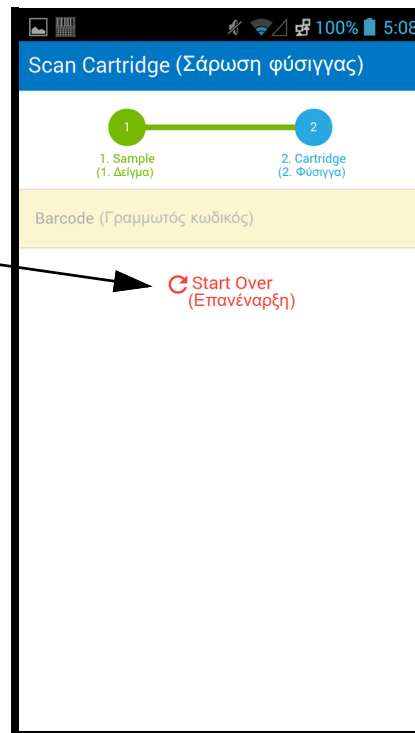 100% 5:08
Scan Cartridge (Σάρωση φύσιγγας)
1 2
1. Sample 2. Cartridge
(1. Δείγμα) (2. Φύσιγγα)
Barcode (Γραμμωτός κωδικός)
Start Over
(Επανέναρξη)